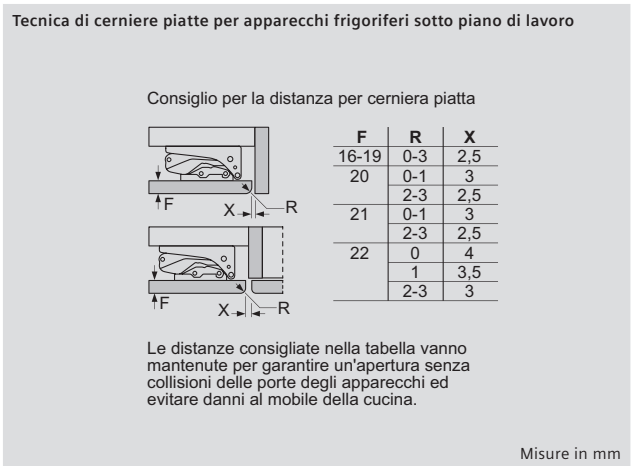 Tecnica di cerniere piatte per apparecchi frigoriferi sotto piano di lavoro
Consiglio per la distanza per cerniera piatta
F R X
16-19 0-3 2,5
20 0-1 3
2-3 2,5
21 0-1 3
2-3 2,5
22 0 4
1 3,5
2-3 3
F X R
F X R
Le distanze consigliate nella tabella vanno
mantenute per garantire un'apertura senza
collisioni delle porte degli apparecchi ed
evitare danni al mobile della cucina.
Misure in mm